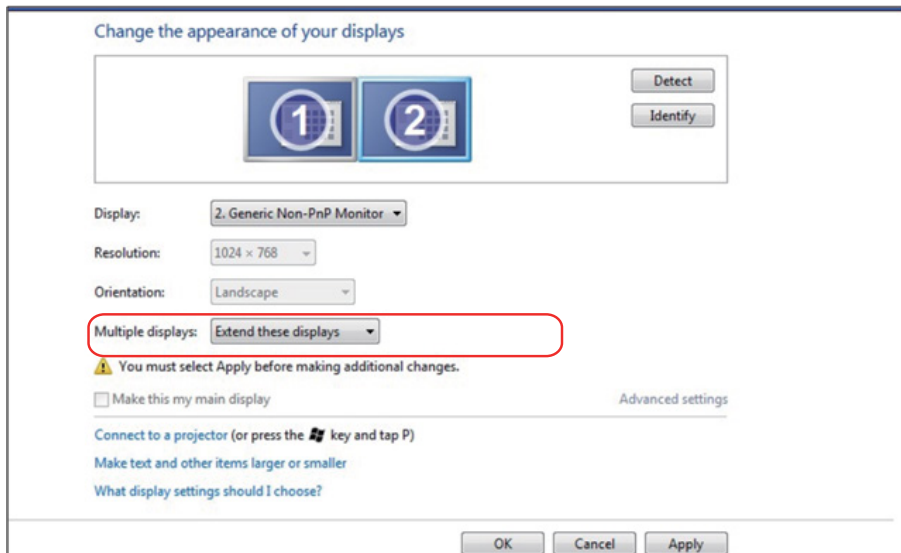 Change the appearance of your displays
1
2
Detect
Identify
Display:
2. Generic Non-PnP Monitor
Resolution:
1024 × 768
Orientation:
Landscape
Multiple displays:
Extend these displays
You must select Apply before making additional changes.
Make this my main display
Advanced settings
Connect to a projector (or press the key and tap P)
Make text and other items larger or smaller
What display settings should I choose?
OK
Cancel
Apply